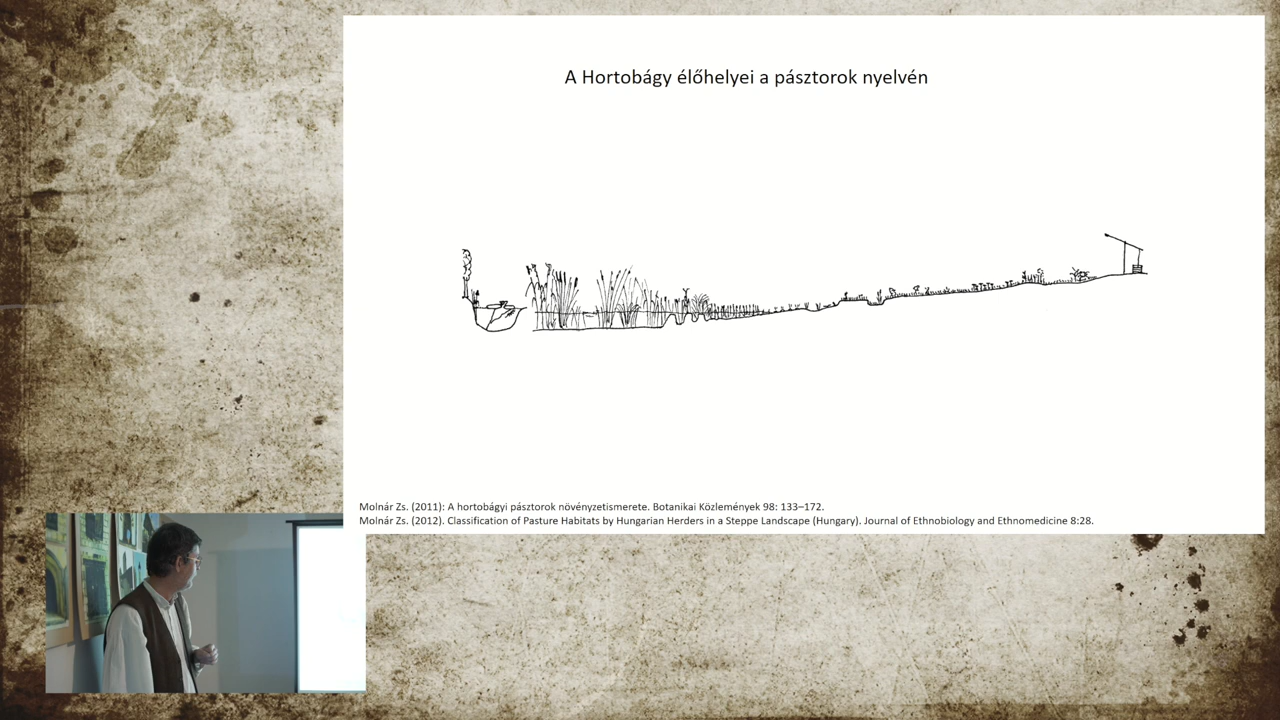 A Hortobágy élőhelyei a pásztorok nyelvén
Molnár Zs. (2011): A hortobágyi pásztorok növényzetismerete. Botanikai Közlemények 98: 133–172.
Molnár Zs. (2012). Classification of Pasture Habitats by Hungarian Herders in a Steppe Landscape (Hungary). Journal of Ethnobiology and Ethnomedicine 8:28.